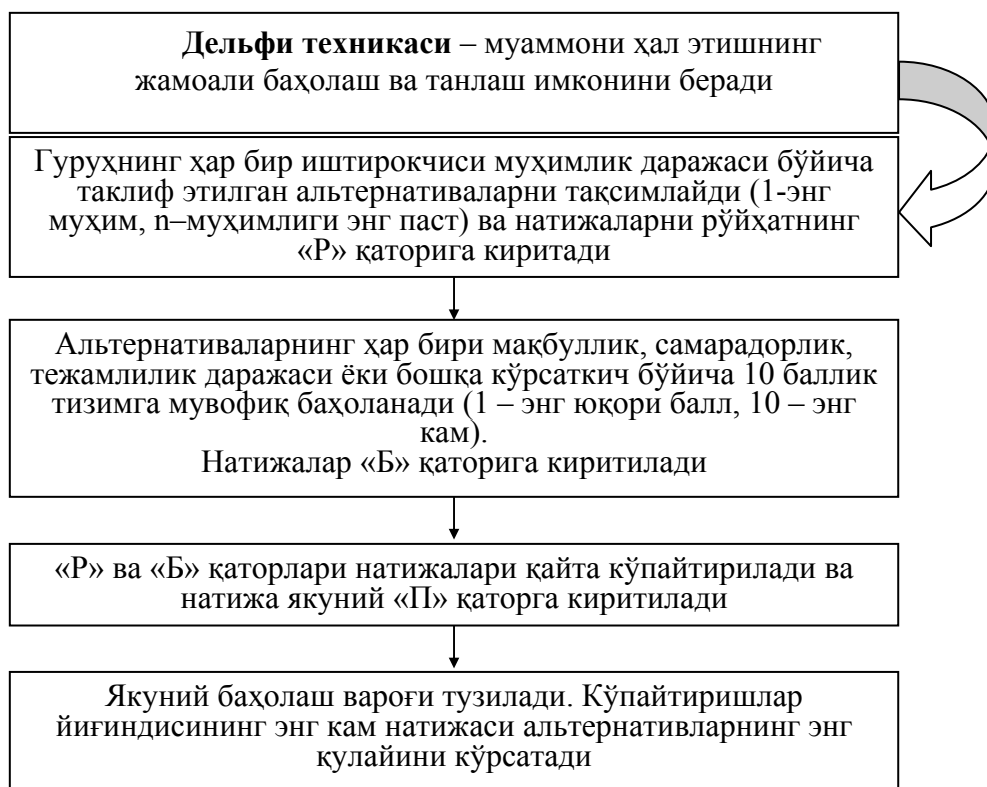 Дельфи техникаси – муаммони ҳал этишнинг
жамоали баҳолаш ва танлаш имконини беради
Гуруҳнинг ҳар бир иштирокчиси муҳимлик даражаси бўйича
таклиф этилган альтернативаларни тақсимлайди (1-энг
муҳим, n–муҳимлиги энг паст) ва натижаларни рўйҳатнинг
«Р» қаторига киритади
Альтернативаларнинг ҳар бири мақбуллик, самарадорлик,
тежамлилик даражаси ёки бошқа кўрсаткич бўйича 10 баллик
тизимга мувофиқ баҳоланади (1 – энг юқори балл, 10 – энг
кам).
Натижалар «Б» қаторига киритилади
«Р» ва «Б» қаторлари натижалари қайта кўпайтирилади ва
натижа якуний «П» қаторга киритилади
Якуний баҳолаш вароғи тузилади. Кўпайтиришлар
йиғиндисининг энг кам натижаси альтернативларнинг энг
қулайини кўрсатади